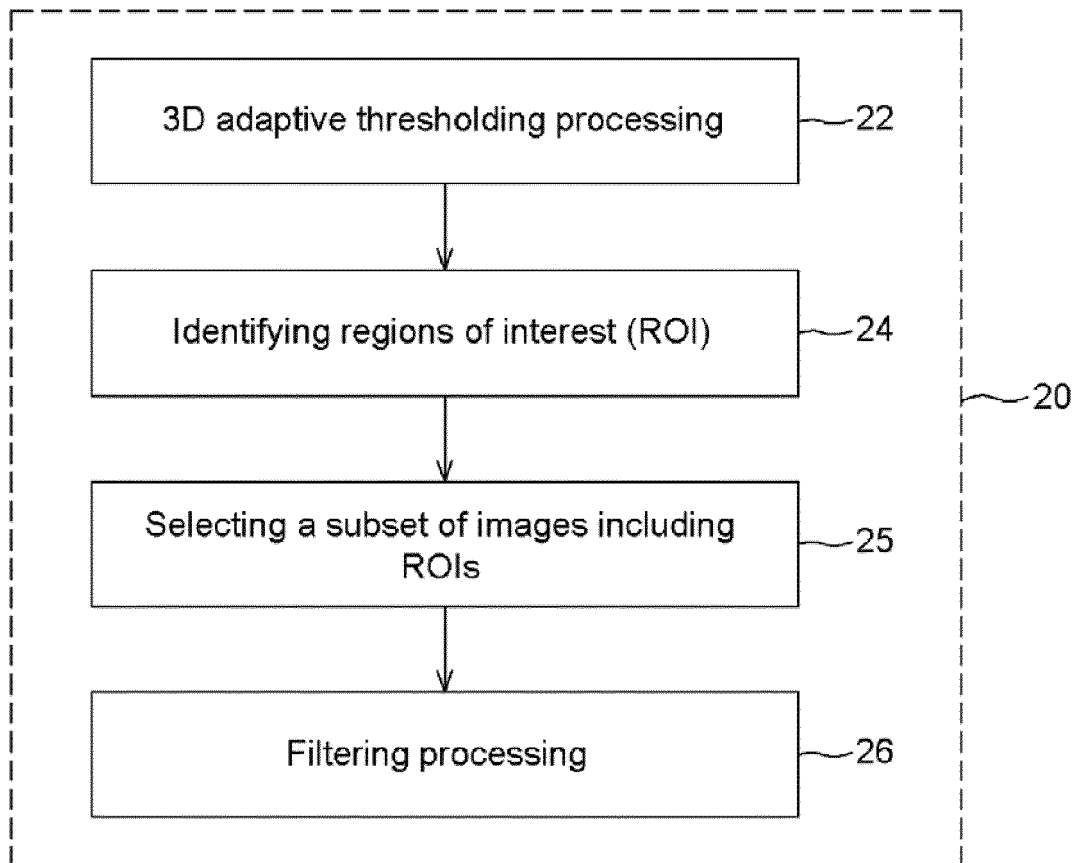 3D adaptive thresholding processing
22
Identifying regions of interest (ROI)
24
20
Selecting a subset of images including
ROIs
25
Filtering processing
26